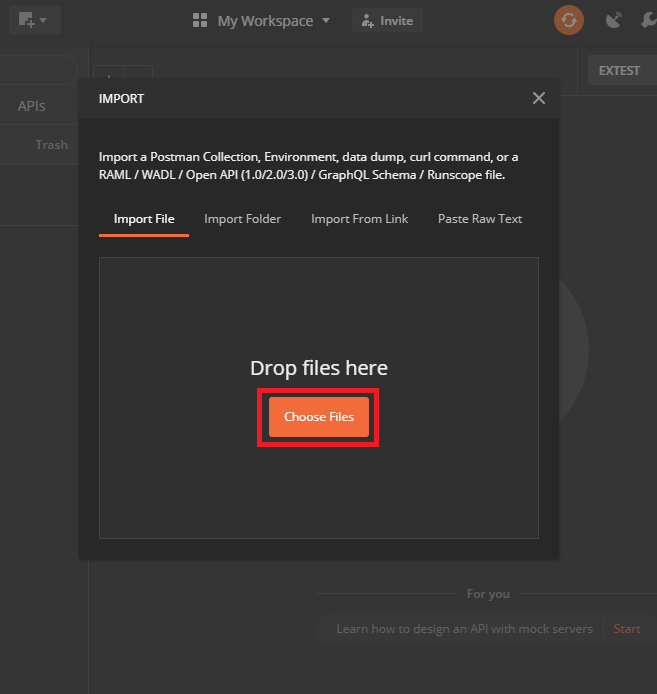 My Workspace
Invite
EXTEST
APIs
Trash
IMPORT
Import a Postman Collection, Environment, data dump, curl command, or a
RAML / WADL / Open API (1.0/2.0/3.0) / GraphQL Schema / Runscope file.
Import File Import Folder Import From Link Paste Raw Text
Drop files here
Choose Files
For you
Learn how to design an API with mock servers Start